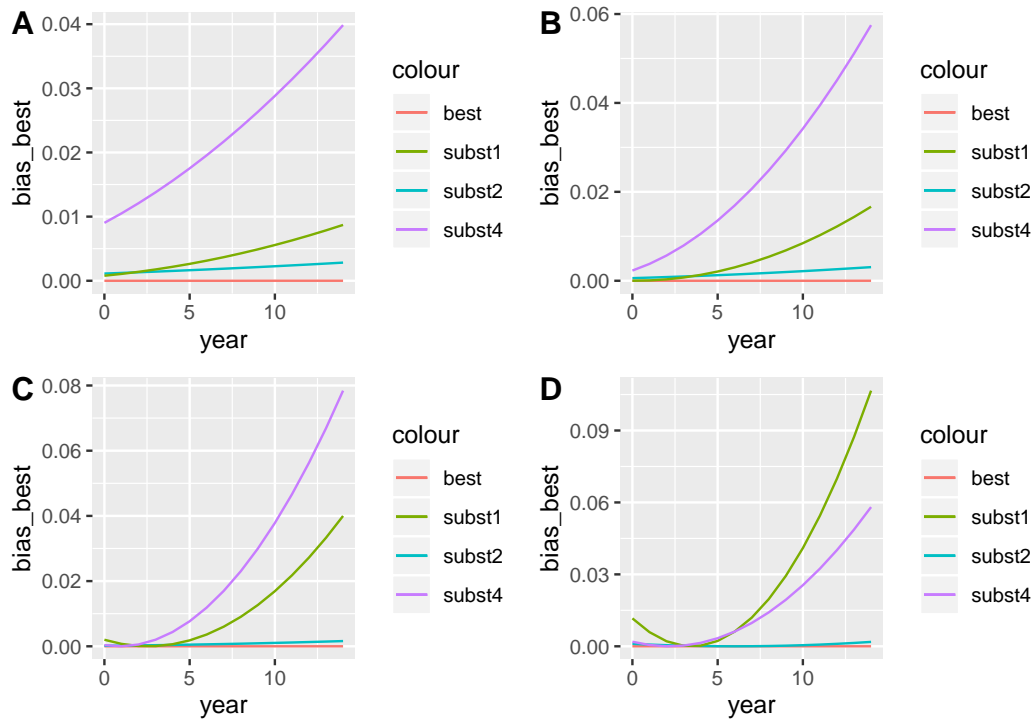 A
bias_best
0.04
0.03
0.02
0.01
0.00
0 5 10
year
colour
best
subst1
subst2
subst4
B
bias_best
0.06
0.04
0.02
0.00
0 5 10
year
colour
best
subst1
subst2
subst4
C
bias_best
0.08
0.06
0.04
0.02
0.00
0 5 10
year
colour
best
subst1
subst2
subst4
D
bias_best
0.09
0.06
0.03
0.00
0 5 10
year
colour
best
subst1
subst2
subst4